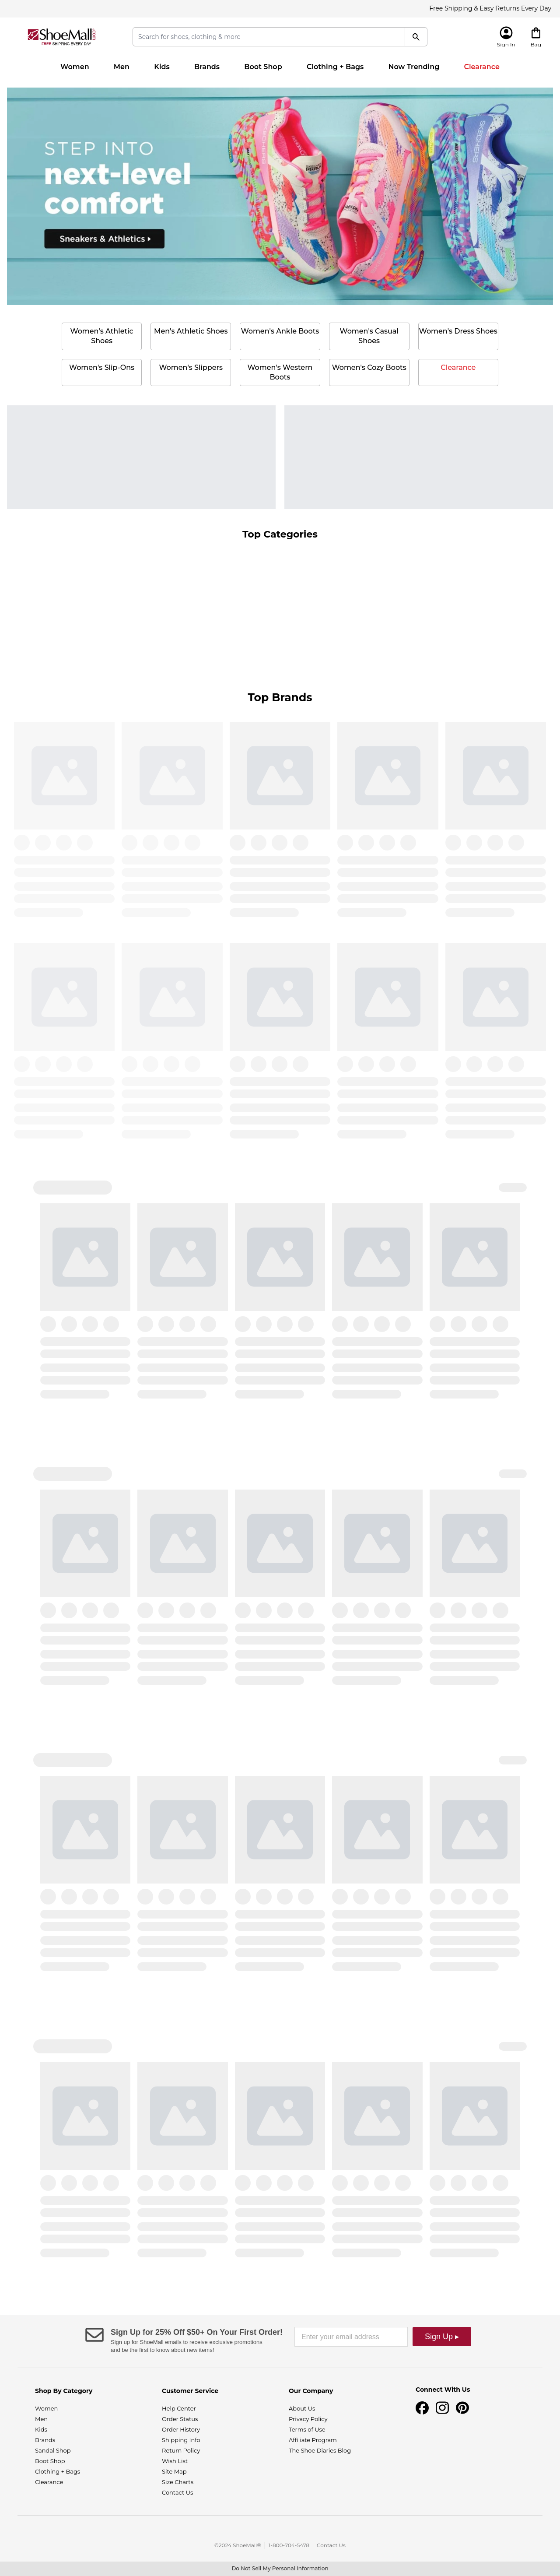 Free Shipping & Easy Returns Every Day
ShoeMall
FREE SHIPPING EVERY DAY
Search for shoes, clothing & more
Sign In
Bag
Women
Men
Kids
Brands
Boot Shop
Clothing + Bags
Now Trending
Clearance
STEP INTO
next-level
comfort
Sneakers & Athletics ▸
Women's Athletic
Shoes
Men's Athletic Shoes
Women's Ankle Boots
Women's Casual
Shoes
Women's Dress Shoes
Women's Slip-Ons
Women's Slippers
Women's Western
Boots
Women's Cozy Boots
Clearance
Top Categories
Top Brands
Sign Up for 25% Off $50+ On Your First Order!
Sign up for ShoeMall emails to receive exclusive promotions
and be the first to know about new items!
Enter your email address
Sign Up ▸
Shop By Category
Women
Men
Kids
Brands
Sandal Shop
Boot Shop
Clothing + Bags
Clearance
Customer Service
Help Center
Order Status
Order History
Shipping Info
Return Policy
Wish List
Site Map
Size Charts
Contact Us
Our Company
About Us
Privacy Policy
Terms of Use
Affiliate Program
The Shoe Diaries Blog
Connect With Us
©2024 ShoeMall® | 1-800-704-5478 | Contact Us
Do Not Sell My Personal Information